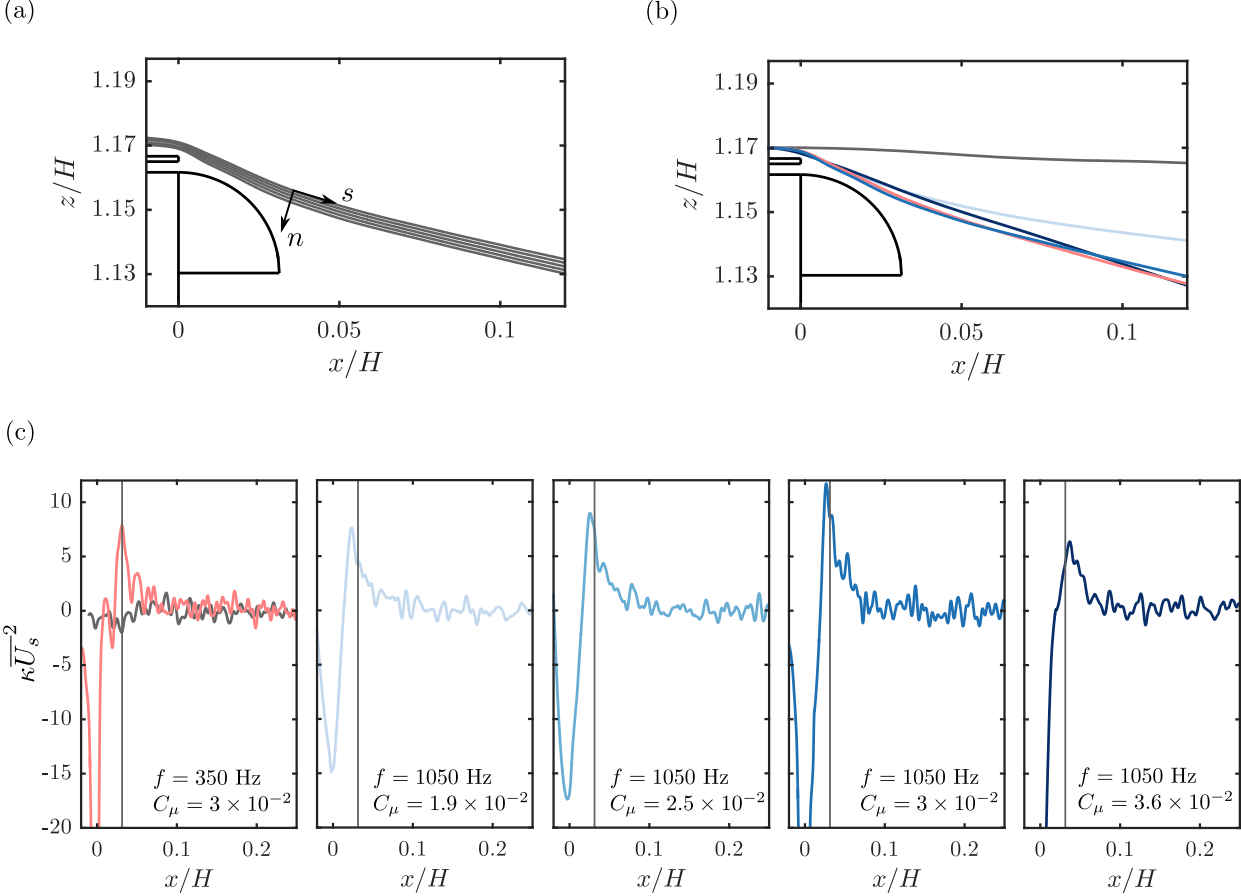 (a)
(b)
1.19
1.17
1.15
1.13
z/H
s
n
0
0.05
0.1
x/H
1.19
1.17
1.15
1.13
z/H
0
0.05
0.1
x/H
(c)
10
5
0
-5
-10
-15
-20
κU̅ₛ²
f = 350 Hz
C_μ = 3 × 10⁻²
f = 1050 Hz
C_μ = 1.9 × 10⁻²
f = 1050 Hz
C_μ = 2.5 × 10⁻²
f = 1050 Hz
C_μ = 3 × 10⁻²
f = 1050 Hz
C_μ = 3.6 × 10⁻²
0 0.1 0.2
0 0.1 0.2
0 0.1 0.2
0 0.1 0.2
0 0.1 0.2
x/H
x/H
x/H
x/H
x/H